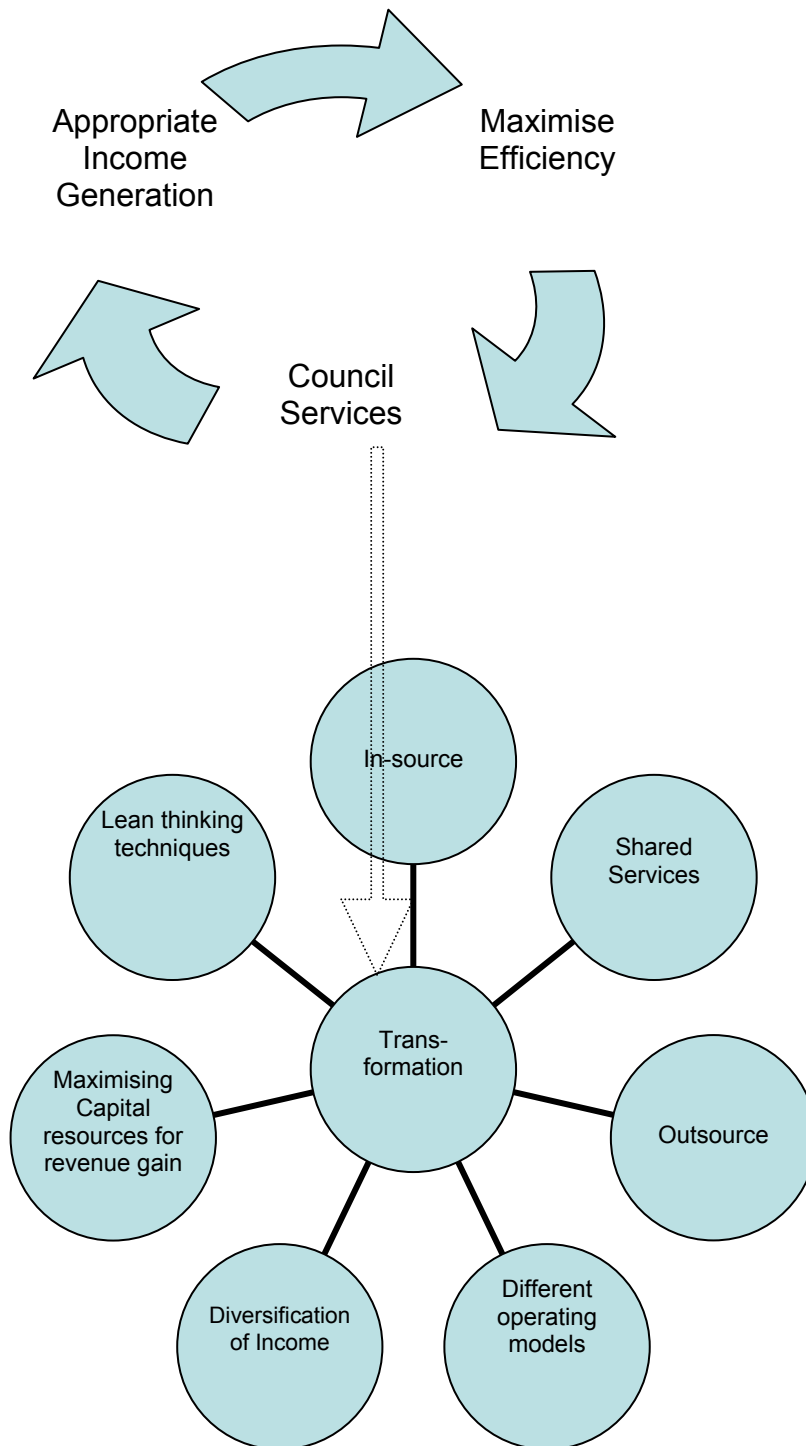 Appropriate
Income
Generation
Maximise
Efficiency
Council
Services
In-source
Lean thinking
techniques
Shared
Services
Trans-
formation
Maximising
Capital
resources for
revenue gain
Outsource
Diversification
of Income
Different
operating
models